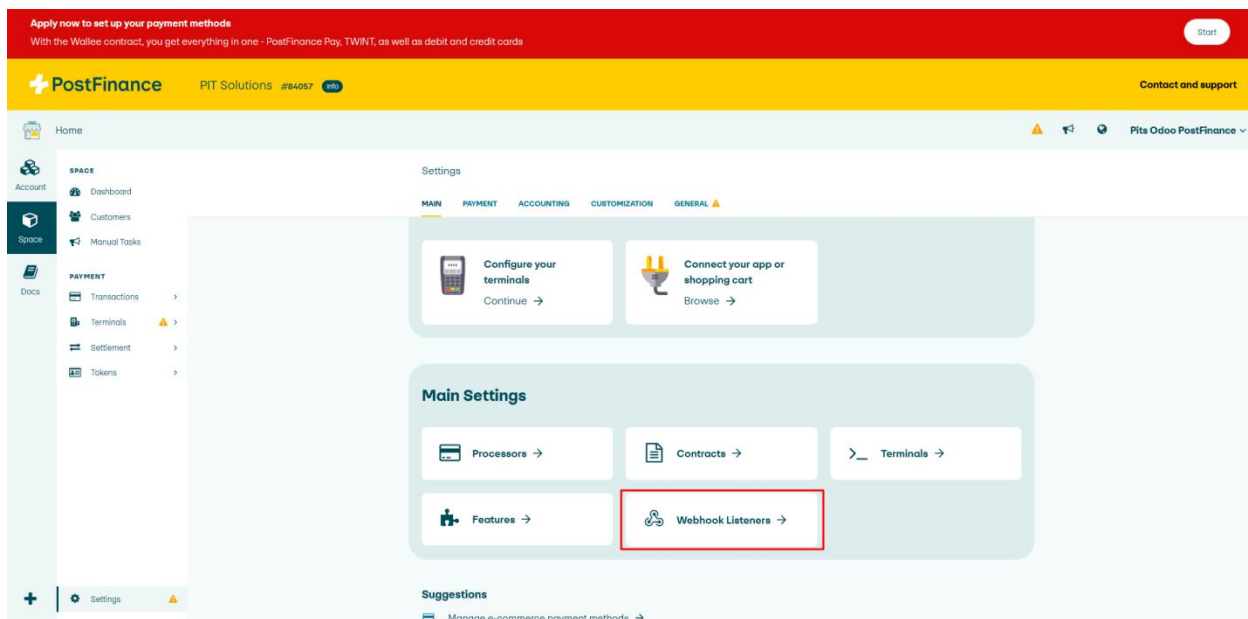 Apply now to set up your payment methods
With the Wallee contract, you get everything in one - PostFinance Pay, TWINT, as well as debit and credit cards
Start
PostFinance
PIT Solutions #84057 info
Contact and support
Home
Pits Odoo PostFinance
Account
Space
Docs
SPACE
Dashboard
Customers
Manual Tasks
PAYMENT
Transactions
Terminals
Settlement
Tokens
Settings
Settings
MAIN PAYMENT ACCOUNTING CUSTOMIZATION GENERAL
Configure your
terminals
Continue →
Connect your app or
shopping cart
Browse →
Main Settings
Processors →
Contracts →
Terminals →
Features →
Webhook Listeners →
Suggestions
Manage e-commerce payment methods →